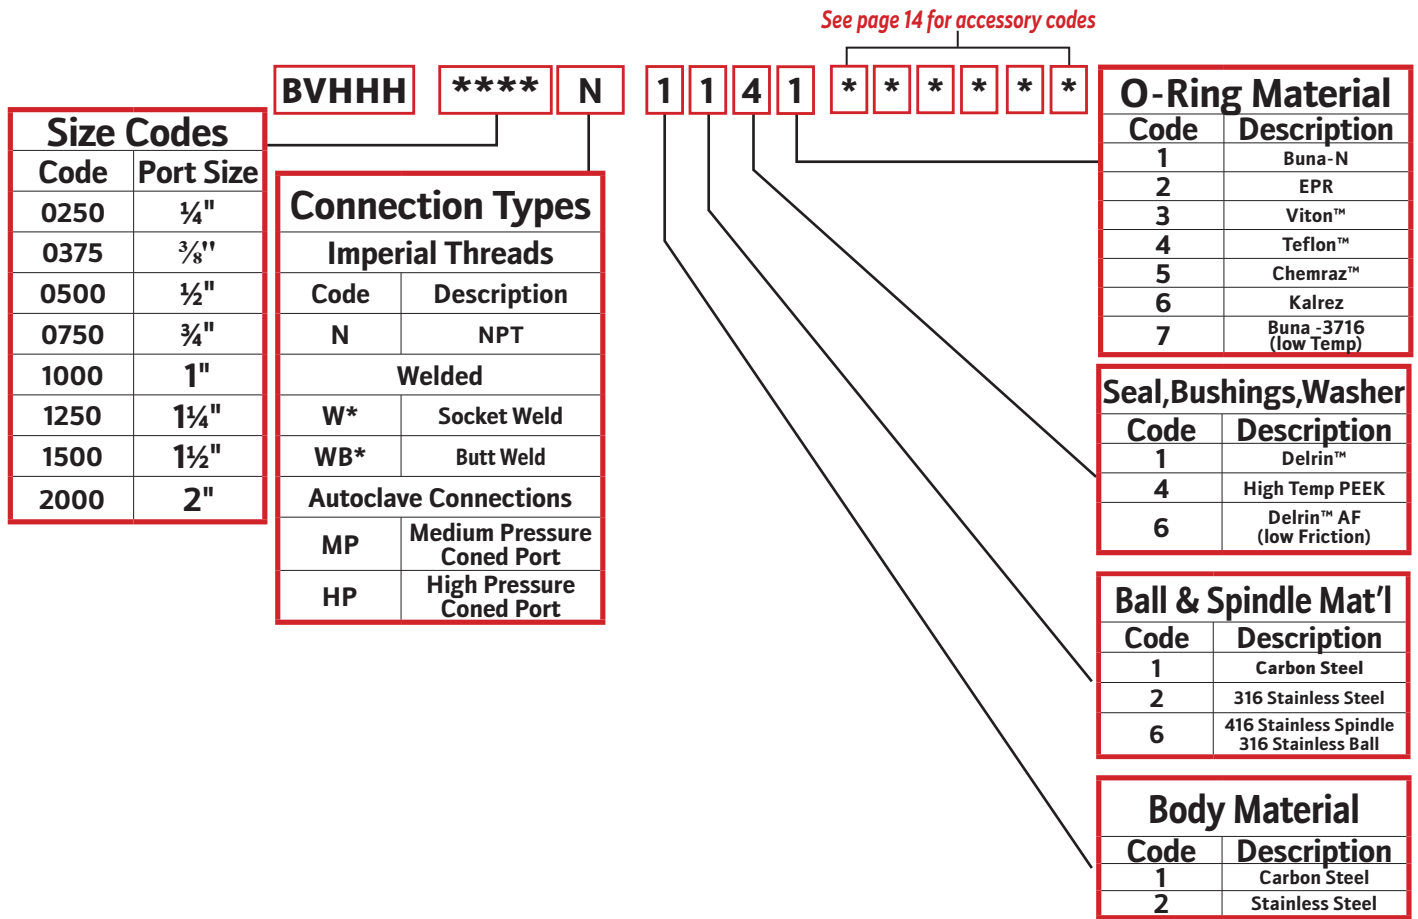 See page 14 for accessory codes
BVHHH **** N 1 1 4 1 * * * * * *
Size Codes
Code Port Size
0250 ¼"
0375 ⅜"
0500 ½"
0750 ¾"
1000 1"
1250 1¼"
1500 1½"
2000 2"
Connection Types
Imperial Threads
Code Description
N NPT
Welded
W* Socket Weld
WB* Butt Weld
Autoclave Connections
MP Medium Pressure
Coned Port
HP High Pressure
Coned Port
O-Ring Material
Code Description
1 Buna-N
2 EPR
3 Viton™
4 Teflon™
5 Chemraz™
6 Kalrez
7 Buna -3716
(low Temp)
Seal,Bushings,Washer
Code Description
1 Delrin™
4 High Temp PEEK
6 Delrin™ AF
(low Friction)
Ball & Spindle Mat'l
Code Description
1 Carbon Steel
2 316 Stainless Steel
6 416 Stainless Spindle
316 Stainless Ball
Body Material
Code Description
1 Carbon Steel
2 Stainless Steel